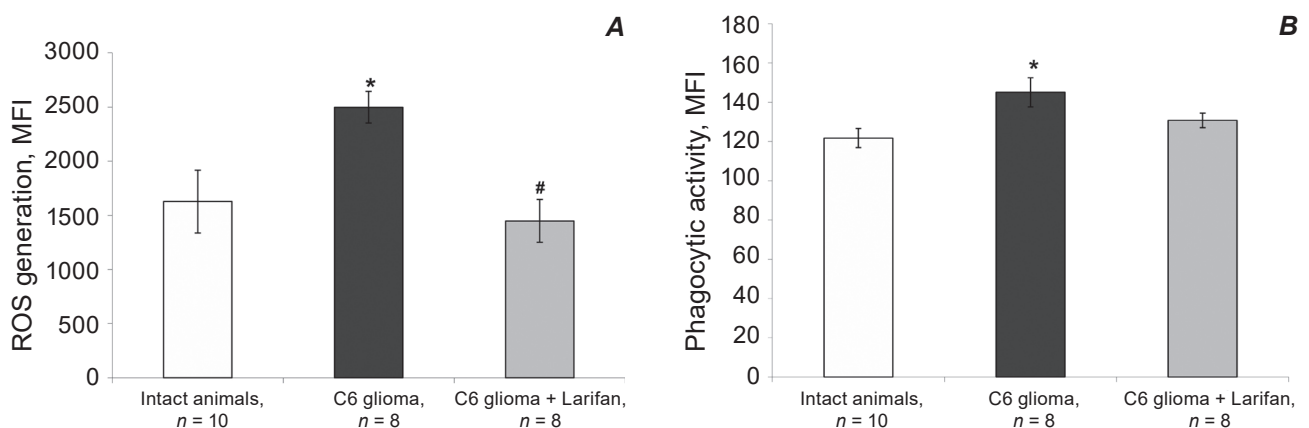 A
3000
2500
2000
1500
1000
500
0
ROS generation, MFI
*
#
Intact animals,
n = 10
C6 glioma,
n = 8
C6 glioma + Larifan,
n = 8
B
180
160
140
120
100
80
60
40
20
0
Phagocytic activity, MFI
*
Intact animals,
n = 10
C6 glioma,
n = 8
C6 glioma + Larifan,
n = 8